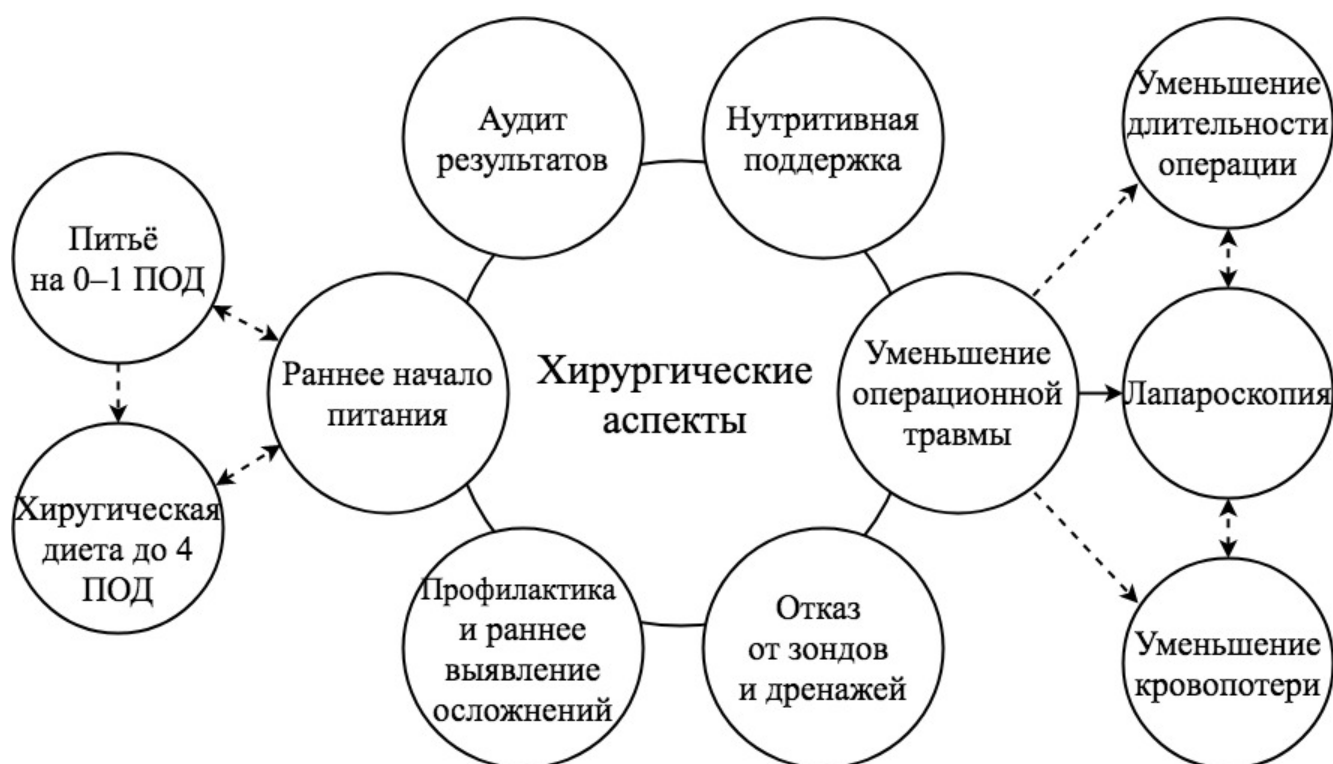 Аудит
результатов
Нутритивная
поддержка
Уменьшение
длительности
операции
Питьё
на 0–1 ПОД
Раннее начало
питания
Хирургические
аспекты
Уменьшение
операционной
травмы
Лапароскопия
Хиругическая
диета до 4
ПОД
Профилактика
и раннее
выявление
осложнений
Отказ
от зондов
и дренажей
Уменьшение
кровопотери